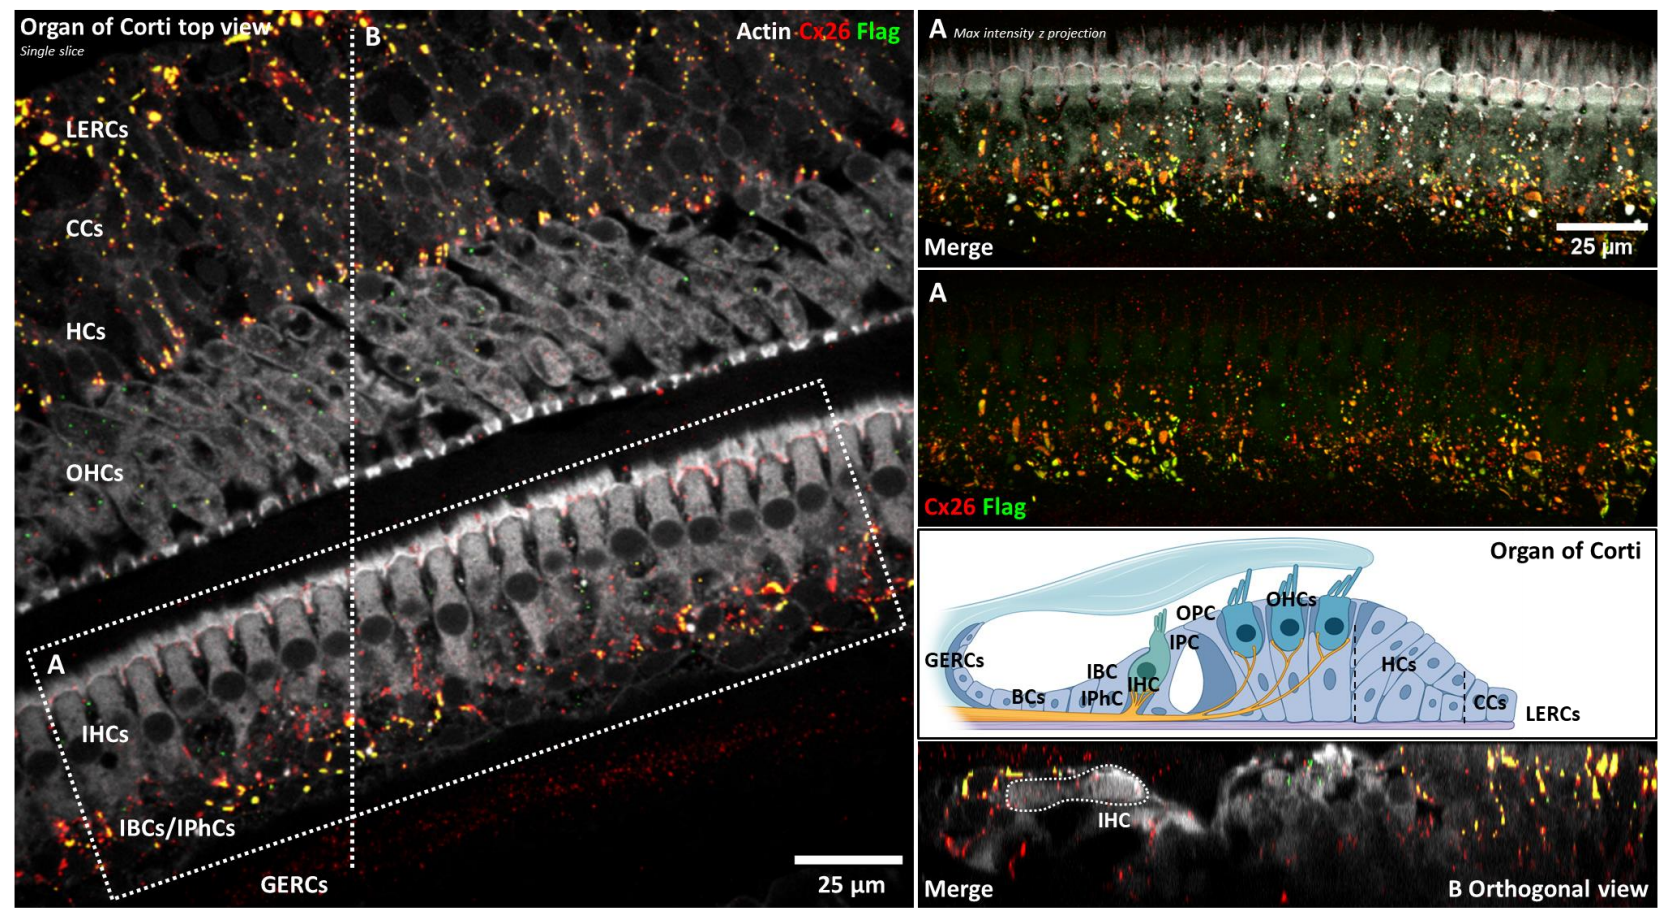 Organ of Corti top view
Single slice
B
Actin Cx26 Flag
LERCs
CCs
HCs
OHCs
A
IHCs
IBCs/IPhCs
GERCs
25 µm
A Max intensity z projection
25 µm
Merge
A
Cx26 Flag
Organ of Corti
OPC
OHCs
IPC
GERCs
IBC
HCs
IHC
BCs
IPhC
CCs
LERCs
IHC
Merge
B Orthogonal view